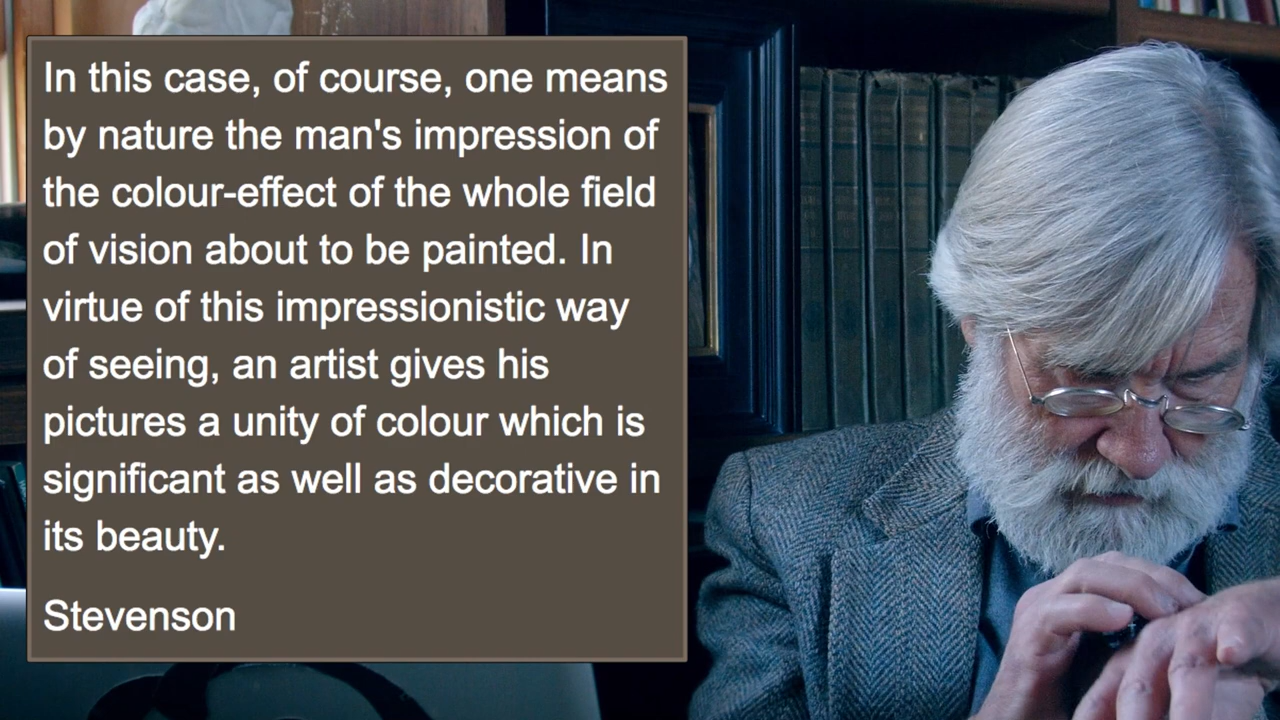 In this case, of course, one means
by nature the man's impression of
the colour-effect of the whole field
of vision about to be painted. In
virtue of this impressionistic way
of seeing, an artist gives his
pictures a unity of colour which is
significant as well as decorative in
its beauty.
Stevenson